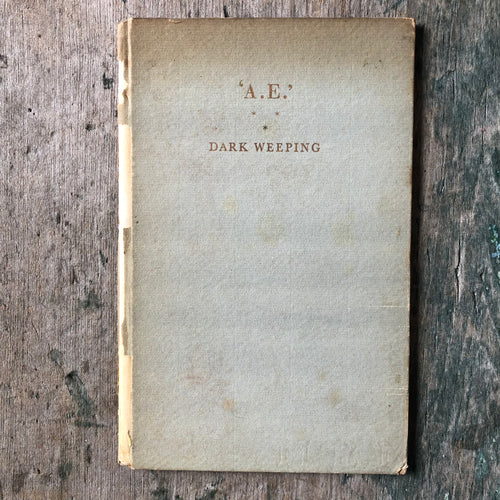 ‘A.E.’
* *
*
DARK WEEPING